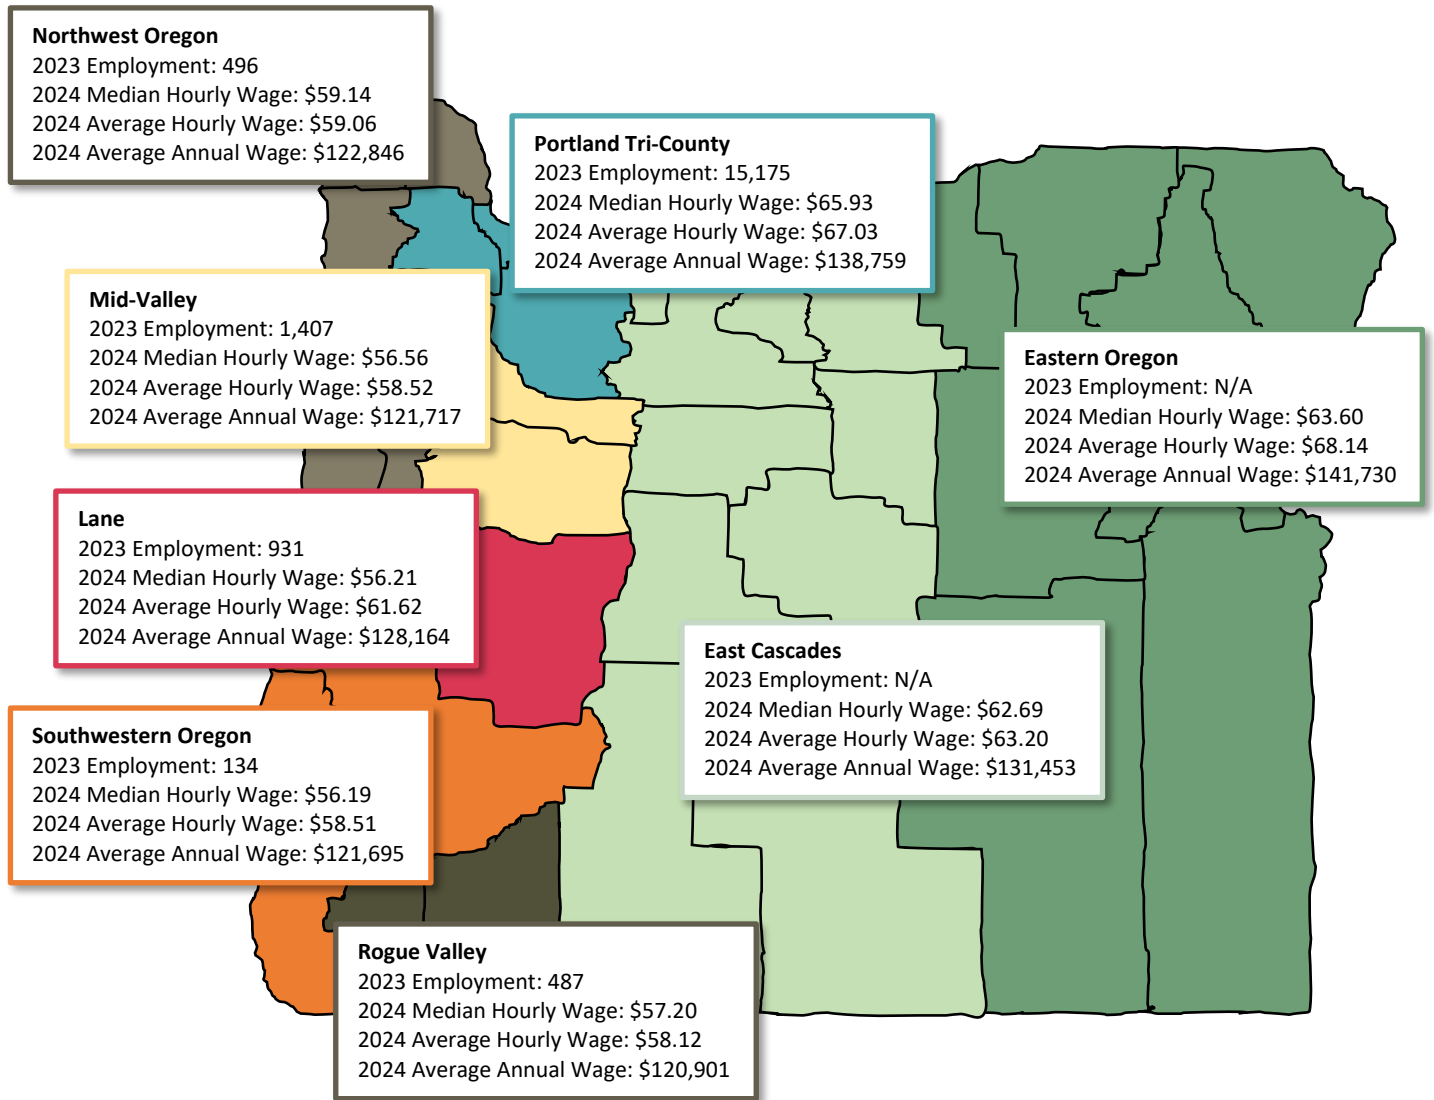 Northwest Oregon
2023 Employment: 496
2024 Median Hourly Wage: $59.14
2024 Average Hourly Wage: $59.06
2024 Average Annual Wage: $122,846
Portland Tri-County
2023 Employment: 15,175
2024 Median Hourly Wage: $65.93
2024 Average Hourly Wage: $67.03
2024 Average Annual Wage: $138,759
Mid-Valley
2023 Employment: 1,407
2024 Median Hourly Wage: $56.56
2024 Average Hourly Wage: $58.52
2024 Average Annual Wage: $121,717
Eastern Oregon
2023 Employment: N/A
2024 Median Hourly Wage: $63.60
2024 Average Hourly Wage: $68.14
2024 Average Annual Wage: $141,730
Lane
2023 Employment: 931
2024 Median Hourly Wage: $56.21
2024 Average Hourly Wage: $61.62
2024 Average Annual Wage: $128,164
East Cascades
2023 Employment: N/A
2024 Median Hourly Wage: $62.69
2024 Average Hourly Wage: $63.20
2024 Average Annual Wage: $131,453
Southwestern Oregon
2023 Employment: 134
2024 Median Hourly Wage: $56.19
2024 Average Hourly Wage: $58.51
2024 Average Annual Wage: $121,695
Rogue Valley
2023 Employment: 487
2024 Median Hourly Wage: $57.20
2024 Average Hourly Wage: $58.12
2024 Average Annual Wage: $120,901